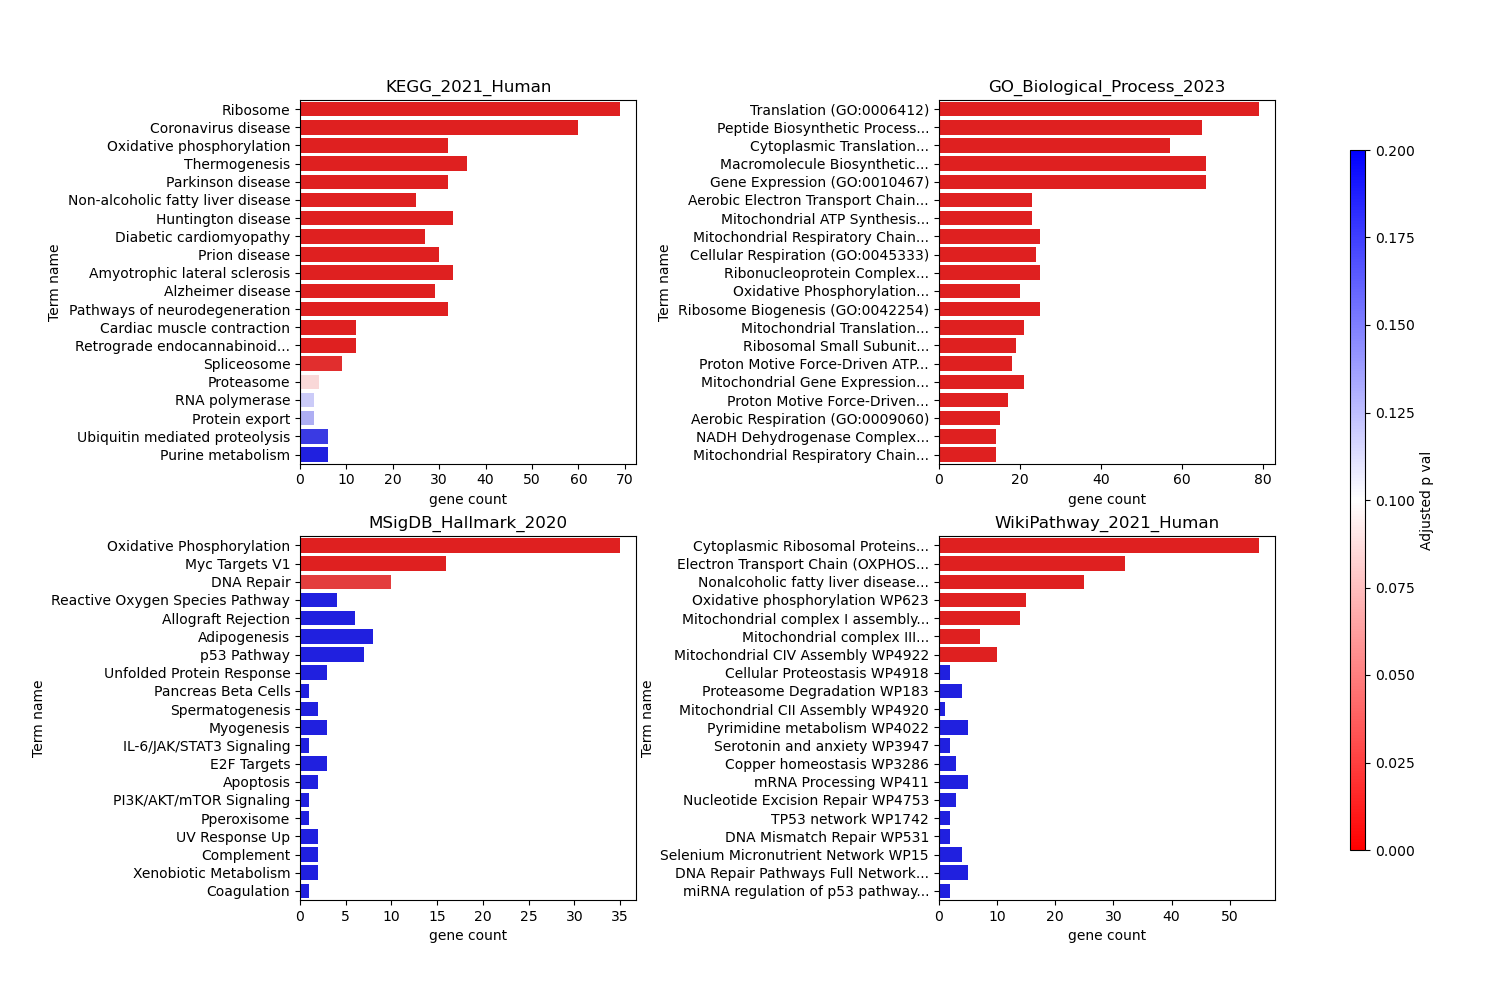 KEGG_2021_Human
Term name
Ribosome
Coronavirus disease
Oxidative phosphorylation
Thermogenesis
Parkinson disease
Non-alcoholic fatty liver disease
Huntington disease
Diabetic cardiomyopathy
Prion disease
Amyotrophic lateral sclerosis
Alzheimer disease
Pathways of neurodegeneration
Cardiac muscle contraction
Retrograde endocannabinoid...
Spliceosome
Proteasome
RNA polymerase
Protein export
Ubiquitin mediated proteolysis
Purine metabolism
0 10 20 30 40 50 60 70
gene count
GO_Biological_Process_2023
Term name
Translation (GO:0006412)
Peptide Biosynthetic Process...
Cytoplasmic Translation...
Macromolecule Biosynthetic...
Gene Expression (GO:0010467)
Aerobic Electron Transport Chain...
Mitochondrial ATP Synthesis...
Mitochondrial Respiratory Chain...
Cellular Respiration (GO:0045333)
Ribonucleoprotein Complex...
Oxidative Phosphorylation...
Ribosome Biogenesis (GO:0042254)
Mitochondrial Translation...
Ribosomal Small Subunit...
Proton Motive Force-Driven ATP...
Mitochondrial Gene Expression...
Proton Motive Force-Driven...
Aerobic Respiration (GO:0009060)
NADH Dehydrogenase Complex...
Mitochondrial Respiratory Chain...
0 20 40 60 80
gene count
MSigDB_Hallmark_2020
Term name
Oxidative Phosphorylation
Myc Targets V1
DNA Repair
Reactive Oxygen Species Pathway
Allograft Rejection
Adipogenesis
p53 Pathway
Unfolded Protein Response
Pancreas Beta Cells
Spermatogenesis
Myogenesis
IL-6/JAK/STAT3 Signaling
E2F Targets
Apoptosis
PI3K/AKT/mTOR Signaling
Pperoxisome
UV Response Up
Complement
Xenobiotic Metabolism
Coagulation
0 5 10 15 20 25 30 35
gene count
WikiPathway_2021_Human
Term name
Cytoplasmic Ribosomal Proteins...
Electron Transport Chain (OXPHOS...
Nonalcoholic fatty liver disease...
Oxidative phosphorylation WP623
Mitochondrial complex I assembly...
Mitochondrial complex III...
Mitochondrial CIV Assembly WP4922
Cellular Proteostasis WP4918
Proteasome Degradation WP183
Mitochondrial CII Assembly WP4920
Pyrimidine metabolism WP4022
Serotonin and anxiety WP3947
Copper homeostasis WP3286
mRNA Processing WP411
Nucleotide Excision Repair WP4753
TP53 network WP1742
DNA Mismatch Repair WP531
Selenium Micronutrient Network WP15
DNA Repair Pathways Full Network...
miRNA regulation of p53 pathway...
0 10 20 30 40 50
gene count
0.200
0.175
0.150
0.125
0.100
0.075
0.050
0.025
0.000
Adjusted p val